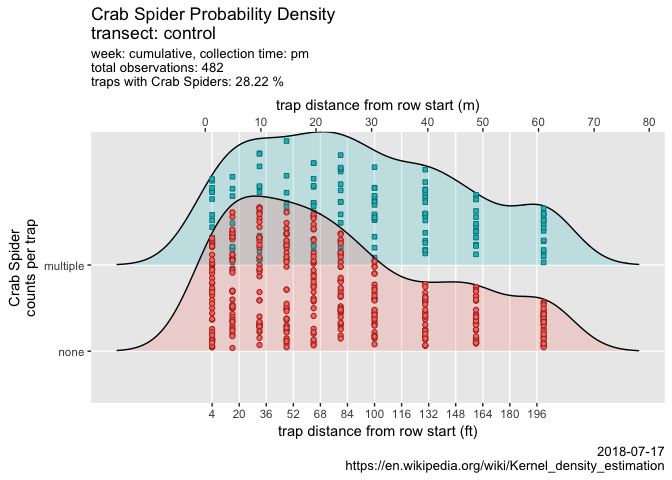 Crab Spider Probability Density
transect: control
week: cumulative, collection time: pm
total observations: 482
traps with Crab Spiders: 28.22 %
trap distance from row start (m)
0 10 20 30 40 50 60 70 80
Crab Spider
counts per trap
multiple
none
4 20 36 52 68 84 100 116 132 148 164 180 196
trap distance from row start (ft)
2018-07-17
https://en.wikipedia.org/wiki/Kernel_density_estimation